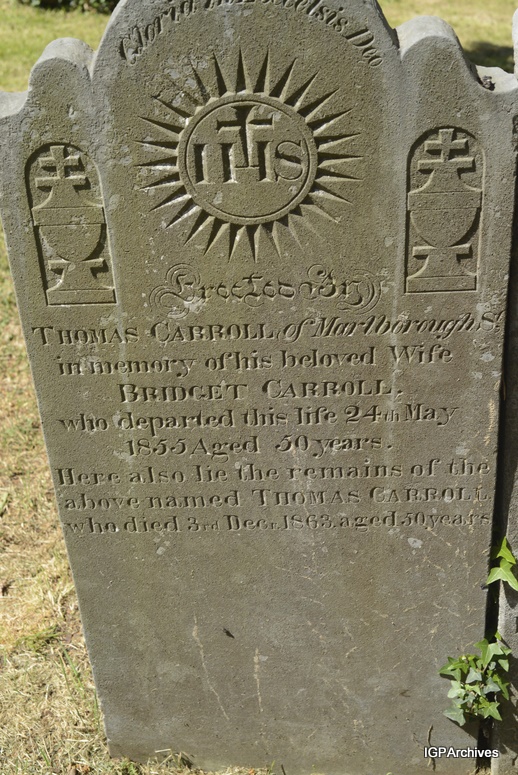 Gloria in Excelsis Deo
IHS
Erected By
THOMAS CARROLL of Marlborough St
in memory of his beloved Wife
BRIDGET CARROLL.
who departed this life 24th May
1855 Aged 50 years.
Here also lie the remains of the
above named THOMAS CARROLL
who died 3rd Decr. 1863. aged 50 years
IGPArchives